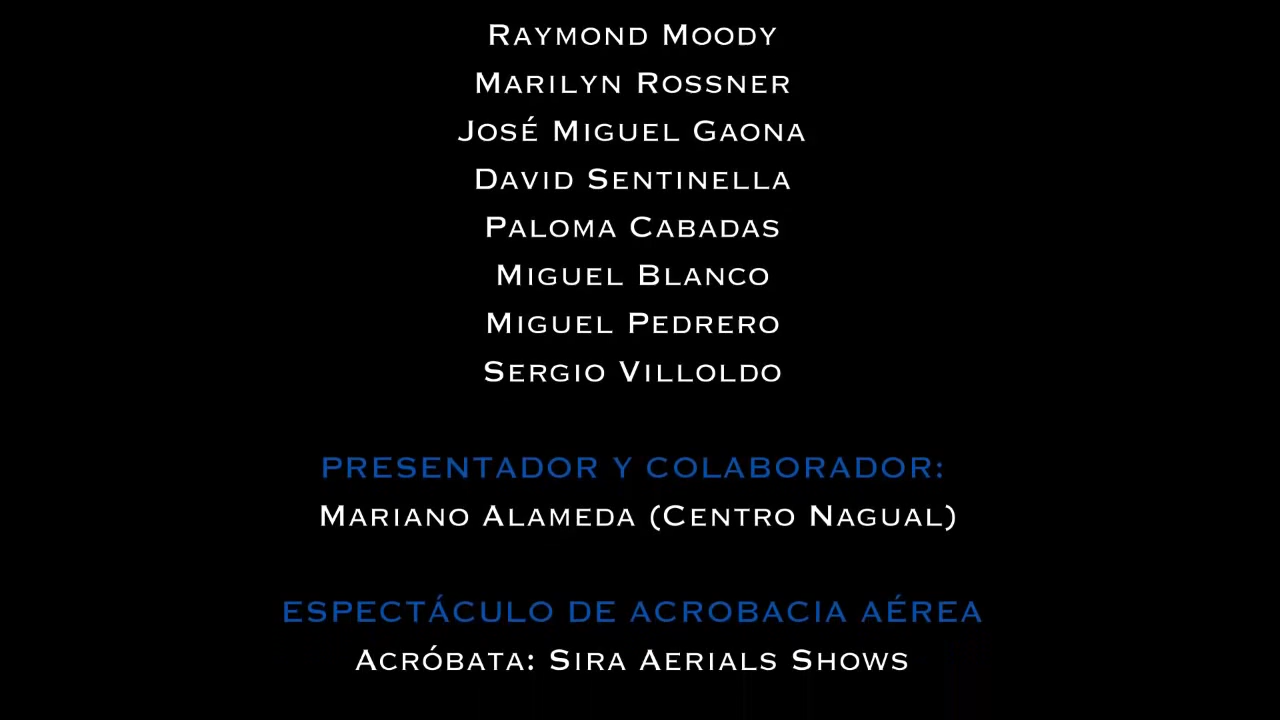 Raymond Moody
Marilyn Rossner
José Miguel Gaona
David Sentinella
Paloma Cabadas
Miguel Blanco
Miguel Pedrero
Sergio Villoldo
PRESENTADOR Y COLABORADOR:
Mariano Alameda (Centro Nagual)
ESPECTÁCULO DE ACROBACIA AÉREA
Acróbata: Sira Aerials Shows